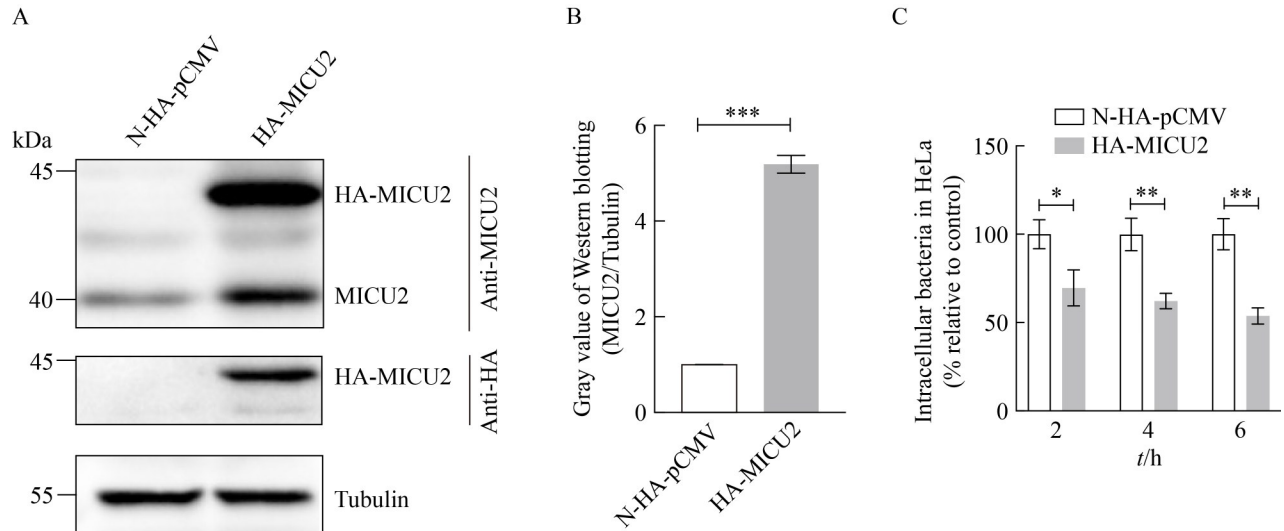 A
N-HA-pCMV
HA-MICU2
kDa
45
HA-MICU2
MICU2
40
Anti-MICU2
45
HA-MICU2
Anti-HA
55
Tubulin
B
Gray value of Western blotting
(MICU2/Tubulin)
6
4
2
0
***
N-HA-pCMV
HA-MICU2
C
N-HA-pCMV
HA-MICU2
Intracellular bacteria in HeLa
(% relative to control)
150
100
50
0
*
**
**
2
4
6
t/h